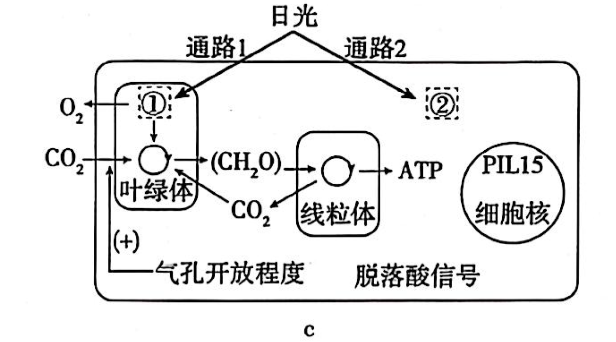 日光
通路1 通路2
① ②
O₂
CO₂ (CH₂O) ATP PIL15
叶绿体 CO₂ 线粒体 细胞核
(+)
气孔开放程度 脱落酸信号
c